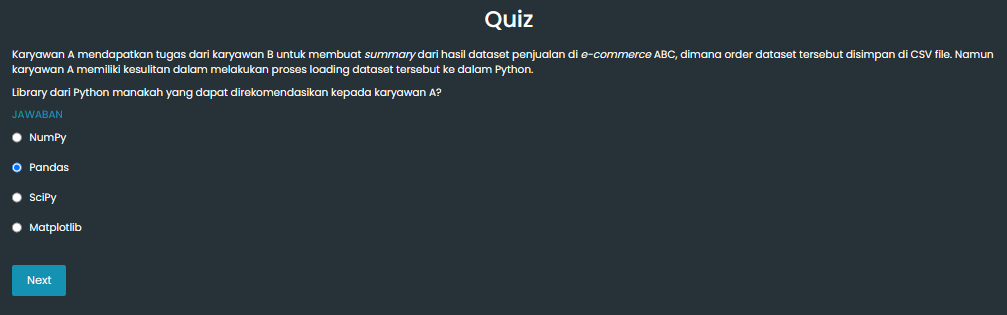 Quiz
Karyawan A mendapatkan tugas dari karyawan B untuk membuat summary dari hasil dataset penjualan di e-commerce ABC, dimana order dataset tersebut disimpan di CSV file. Namun
karyawan A memiliki kesulitan dalam melakukan proses loading dataset tersebut ke dalam Python.
Library dari Python manakah yang dapat direkomendasikan kepada karyawan A?
JAWABAN
NumPy
Pandas
SciPy
Matplotlib
Next